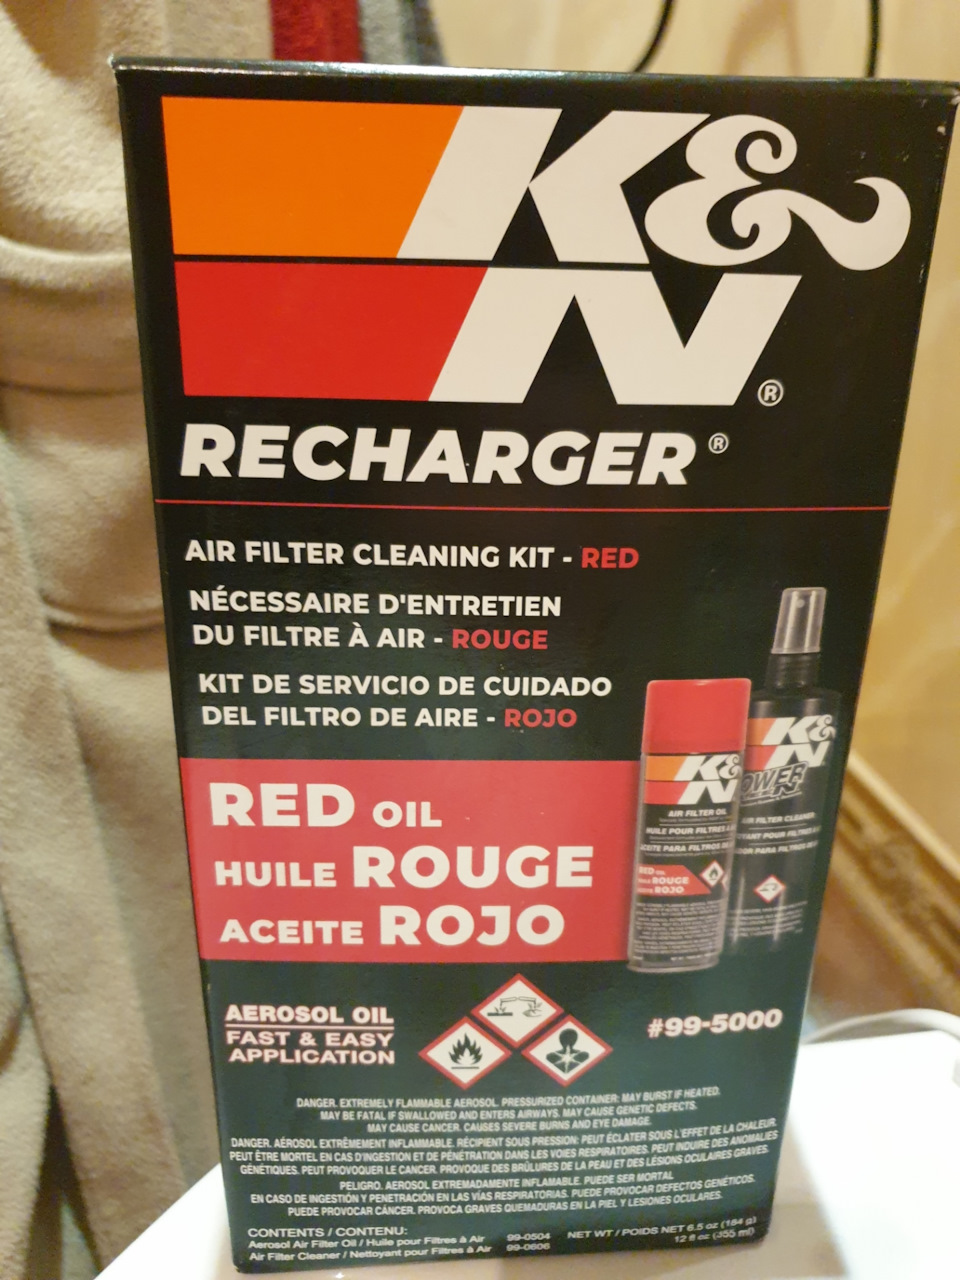 K&
N®
RECHARGER®
AIR FILTER CLEANING KIT - RED
NÉCESSAIRE D'ENTRETIEN
DU FILTRE À AIR - ROUGE
KIT DE SERVICIO DE CUIDADO
DEL FILTRO DE AIRE - ROJO
RED OIL
HUILE ROUGE
ACEITE ROJO
K&
N
AIR FILTER OIL
HUILE POUR FILTRES À
ACEITE PARA FILTROS DE
RED OIL
ROUGE
ROJO
K&
N
AEROSOL OIL
FAST & EASY
APPLICATION
#99-5000
DANGER. EXTREMELY FLAMMABLE AEROSOL. PRESSURIZED CONTAINER: MAY BURST IF HEATED.
MAY BE FATAL IF SWALLOWED AND ENTERS AIRWAYS. MAY CAUSE GENETIC DEFECTS.
MAY CAUSE CANCER. CAUSES SEVERE BURNS AND EYE DAMAGE.
DANGER. AÉROSOL EXTRÊMEMENT INFLAMMABLE. RÉCIPIENT SOUS PRESSION: PEUT ÉCLATER SOUS L'EFFET DE LA CHALEUR.
PEUT ÊTRE MORTEL EN CAS D'INGESTION ET DE PÉNÉTRATION DANS LES VOIES RESPIRATOIRES. PEUT INDUIRE DES ANOMALIES
GÉNÉTIQUES. PEUT PROVOQUER LE CANCER. PROVOQUE DES BRÛLURES DE LA PEAU ET DES LÉSIONS OCULAIRES GRAVES.
PELIGRO. AEROSOL EXTREMADAMENTE INFLAMABLE. PUEDE SER MORTAL
EN CASO DE INGESTIÓN Y PENETRACIÓN EN LAS VÍAS RESPIRATORIAS. PUEDE PROVOCAR DEFECTOS GENÉTICOS.
PUEDE PROVOCAR CÁNCER. PROVOCA GRAVES QUEMADURAS EN LA PIEL Y LESIONES OCULARES.
CONTENTS / CONTENU:
Aerosol Air Filter Oil / Huile pour Filtres à Air 99-0504 NET WT / POIDS NET 6.5 oz (184 g)
Air Filter Cleaner / Nettoyant pour Filtres à Air 99-0606 12 fl oz (355 ml)